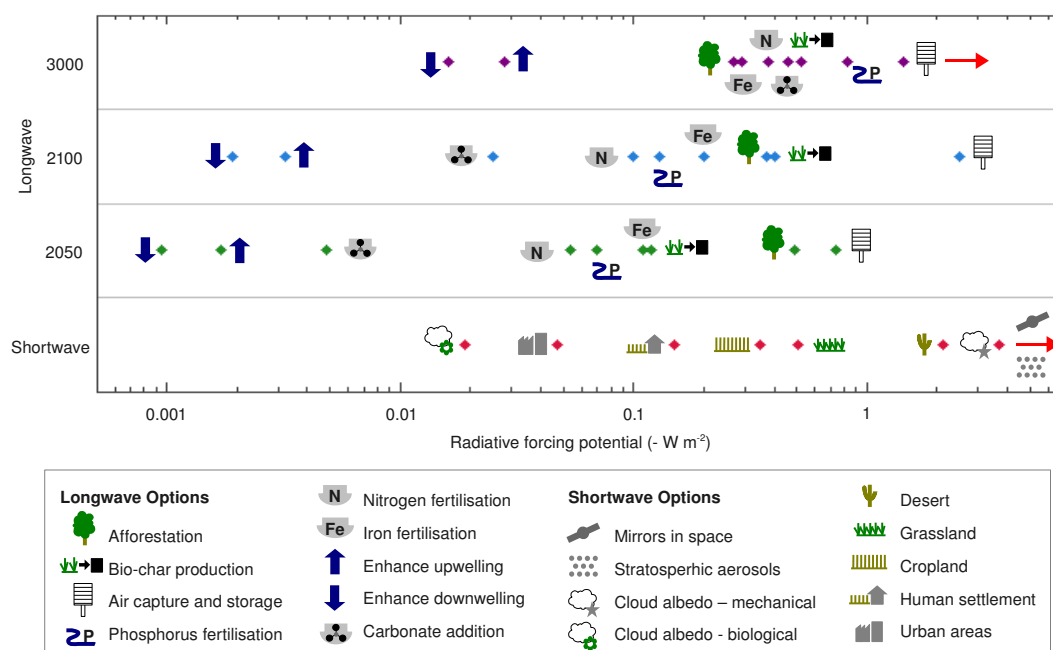 Longwave
3000
N
Fe
P
2100
Fe
N
P
2050
Fe
N
P
Shortwave
0.001
0.01
0.1
1
Radiative forcing potential (- W m-2)
Longwave Options
Afforestation
Bio-char production
Air capture and storage
P
Phosphorus fertilisation
N
Nitrogen fertilisation
Fe
Iron fertilisation
Enhance upwelling
Enhance downwelling
Carbonate addition
Shortwave Options
Mirrors in space
Stratosperhic aerosols
Cloud albedo – mechanical
Cloud albedo - biological
Desert
Grassland
Cropland
Human settlement
Urban areas